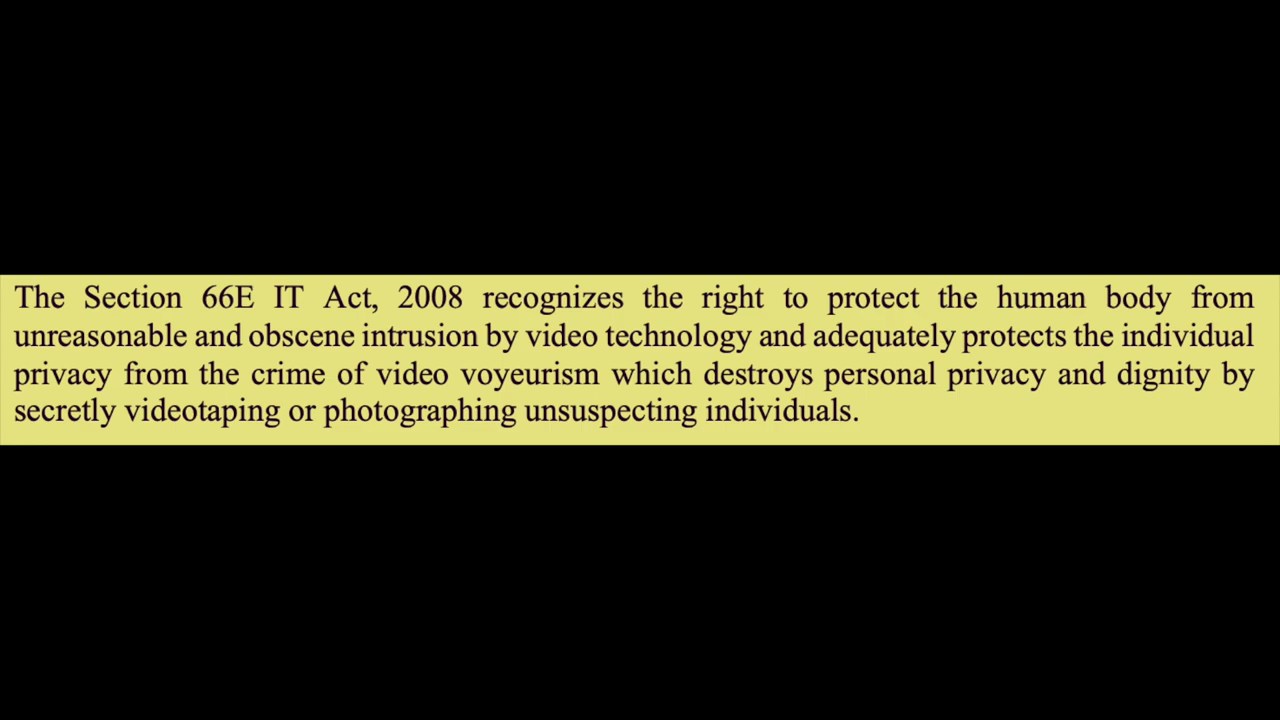 The Section 66E IT Act, 2008 recognizes the right to protect the human body from
unreasonable and obscene intrusion by video technology and adequately protects the individual
privacy from the crime of video voyeurism which destroys personal privacy and dignity by
secretly videotaping or photographing unsuspecting individuals.